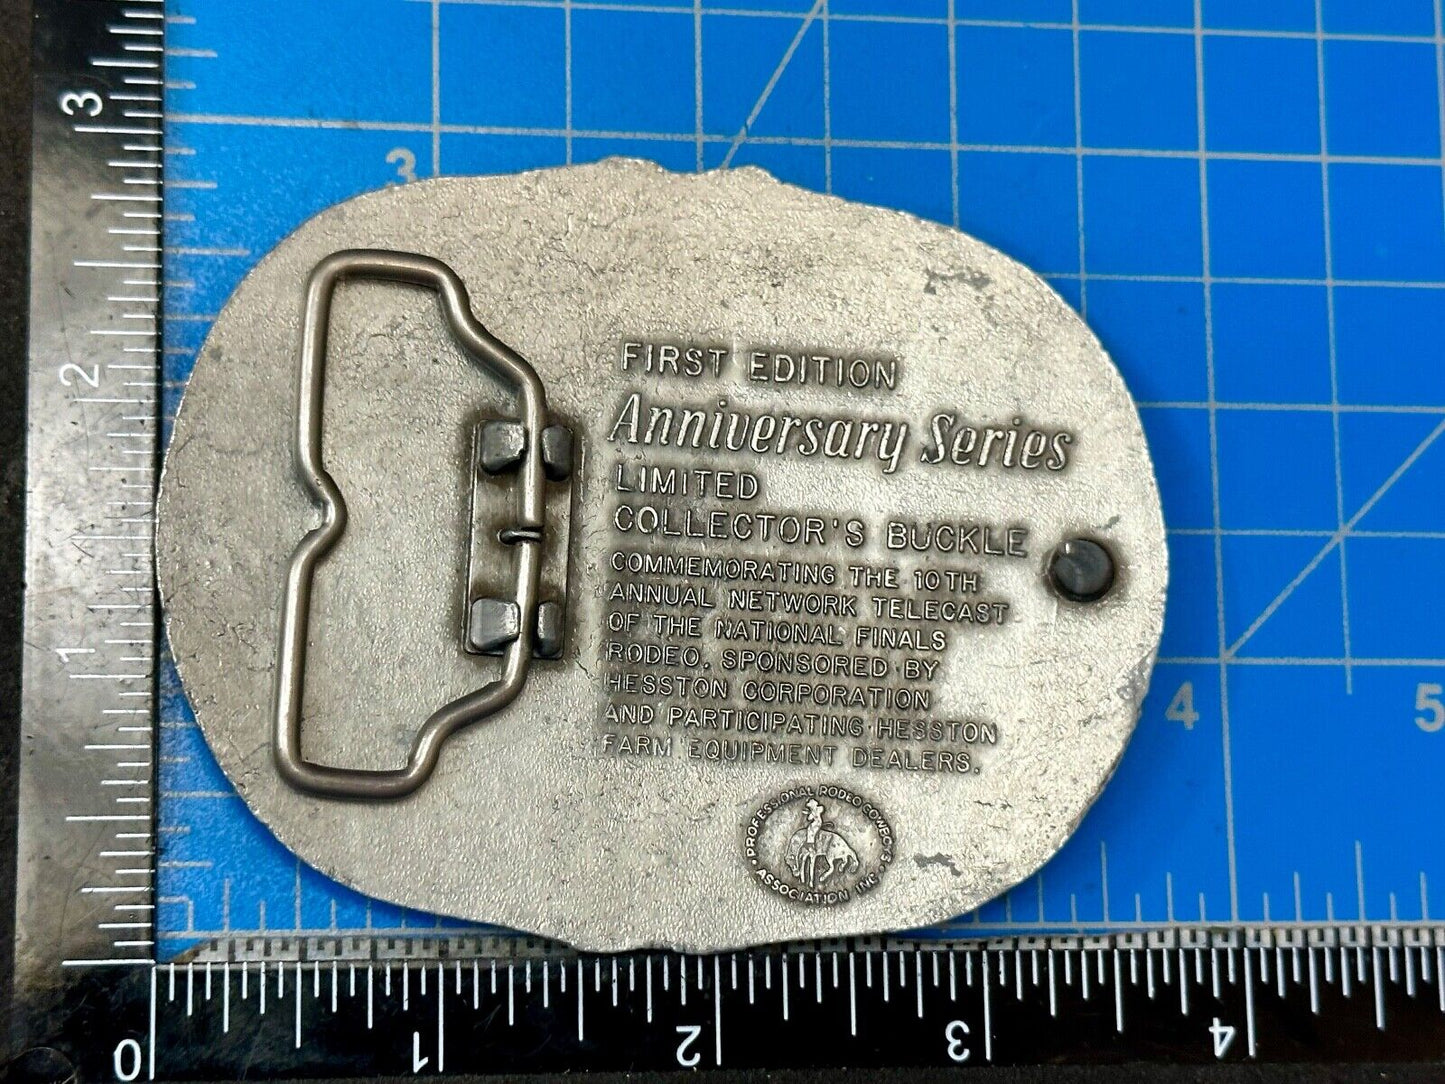 FIRST EDITION
Anniversary Series
LIMITED
COLLECTOR'S BUCKLE
COMMEMORATING THE 10TH
ANNUAL NETWORK TELECAST
OF THE NATIONAL FINALS
RODEO. SPONSORED BY
HESSTON CORPORATION
AND PARTICIPATING HESSTON
FARM EQUIPMENT DEALERS.
PROFESSIONAL RODEO COWBOYS
ASSOCIATION INC.
3
2
1
3
4
5
0
1
2
3
4